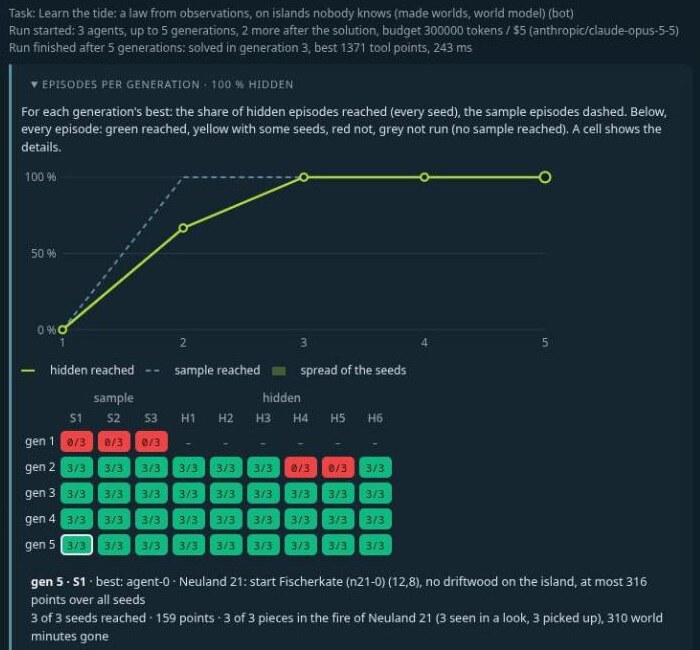 Task: Learn the tide: a law from observations, on islands nobody knows (made worlds, world model) (bot)
Run started: 3 agents, up to 5 generations, 2 more after the solution, budget 300000 tokens / $5 (anthropic/claude-opus-5-5)
Run finished after 5 generations: solved in generation 3, best 1371 tool points, 243 ms
▼ EPISODES PER GENERATION · 100 % HIDDEN
For each generation's best: the share of hidden episodes reached (every seed), the sample episodes dashed. Below,
every episode: green reached, yellow with some seeds, red not, grey not run (no sample reached). A cell shows the
details.
100 %
50 %
0 %
1 2 3 4 5
hidden reached sample reached spread of the seeds
sample hidden
S1 S2 S3 H1 H2 H3 H4 H5 H6
gen 1 0/3 0/3 0/3 – – – – – –
gen 2 3/3 3/3 3/3 3/3 3/3 3/3 0/3 0/3 3/3
gen 3 3/3 3/3 3/3 3/3 3/3 3/3 3/3 3/3 3/3
gen 4 3/3 3/3 3/3 3/3 3/3 3/3 3/3 3/3 3/3
gen 5 3/3 3/3 3/3 3/3 3/3 3/3 3/3 3/3 3/3
gen 5 · S1 · best: agent-0 · Neuland 21: start Fischerkate (n21-0) (12,8), no driftwood on the island, at most 316
points over all seeds
3 of 3 seeds reached · 159 points · 3 of 3 pieces in the fire of Neuland 21 (3 seen in a look, 3 picked up), 310 world
minutes gone